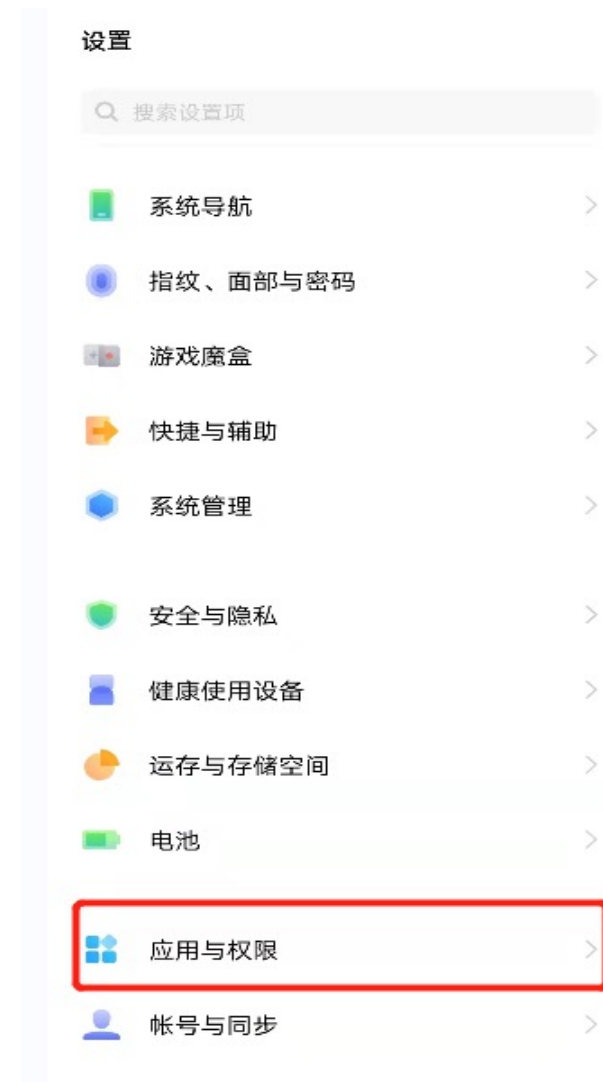 设置
搜索设置项
系统导航
指纹、面部与密码
游戏魔盒
快捷与辅助
系统管理
安全与隐私
健康使用设备
运存与存储空间
电池
应用与权限
帐号与同步